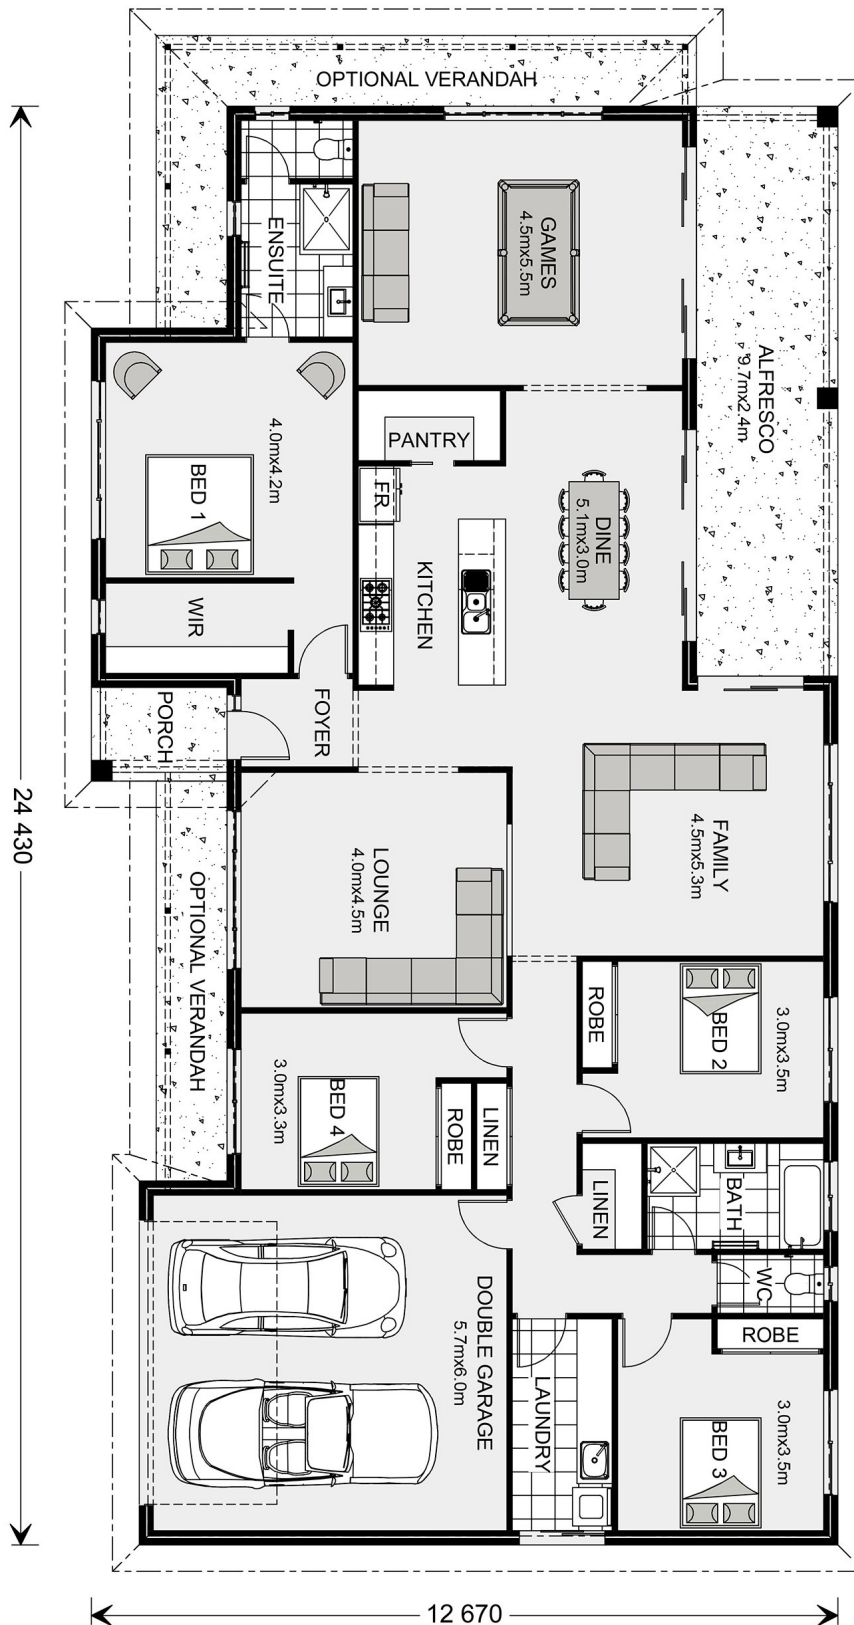 OPTIONAL VERANDAH
GAMES
4.5mx5.5m
ENSUITE
ALFRESCO
9.7mx2.4m
PANTRY
4.0mx4.2m
BED 1
FR
DINE
5.1mx3.0m
KITCHEN
WIR
PORCH
FOYER
24 430
FAMILY
4.5mx5.3m
LOUNGE
4.0mx4.5m
OPTIONAL VERANDAH
ROBE
BED 2
3.0mx3.5m
3.0mx3.3m
BED 4
ROBE
LINEN
LINEN
BATH
WC
DOUBLE GARAGE
5.7mx6.0m
ROBE
LAUNDRY
BED 3
3.0mx3.5m
12 670